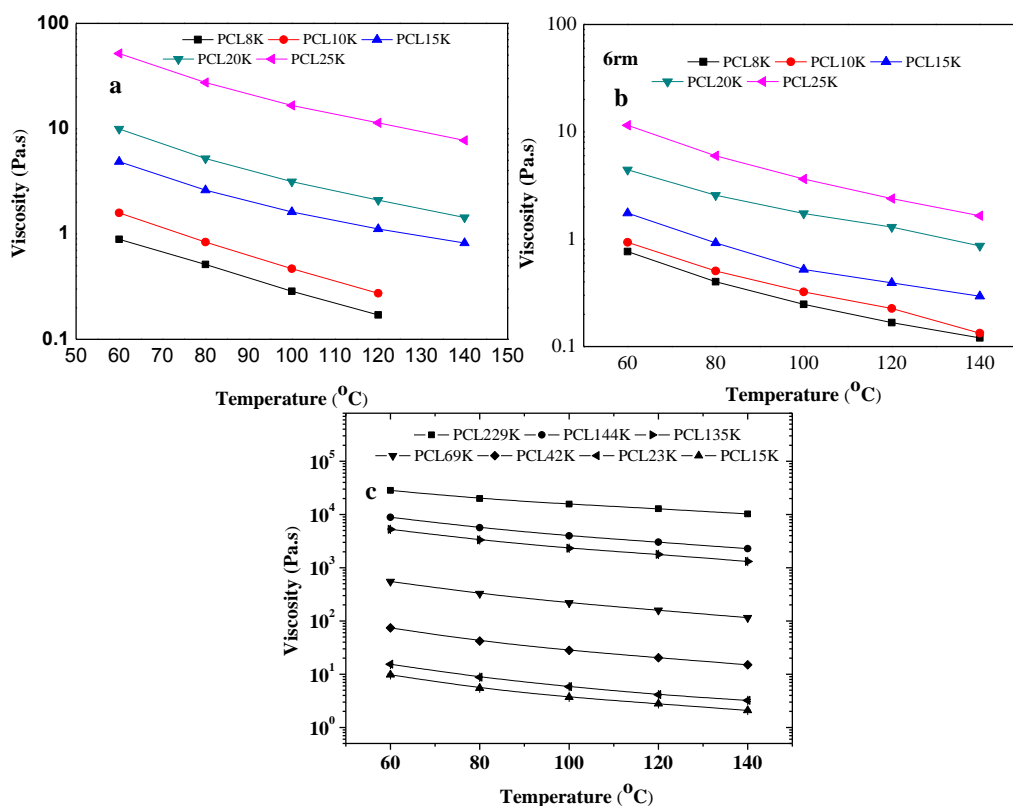 PCL8K PCL10K PCL15K
PCL20K PCL25K
a
Viscosity (Pa.s)
100
10
1
0.1
50 60 70 80 90 100 110 120 130 140 150
Temperature (°C)
6rm
PCL8K PCL10K PCL15K
PCL20K PCL25K
b
Viscosity (Pa.s)
100
10
1
0.1
60 80 100 120 140
Temperature (°C)
PCL229K PCL144K PCL135K
PCL69K PCL42K PCL23K PCL15K
c
Viscosity (Pa.s)
10⁵
10⁴
10³
10²
10¹
10⁰
60 80 100 120 140
Temperature (°C)